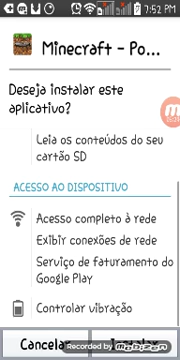 7:52 PM
Minecraft - Po...
Deseja instalar este
aplicativo?
Leia os conteúdos do seu
cartão SD
ACESSO AO DISPOSITIVO
Acesso completo à rede
Exibir conexões de rede
Serviço de faturamento do
Google Play
Controlar vibração
Cancelar
Recorded by Mobizen